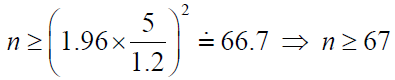 n ≥ (1.96 × 5/1.2)² ≐ 66.7 ⇒ n ≥ 67